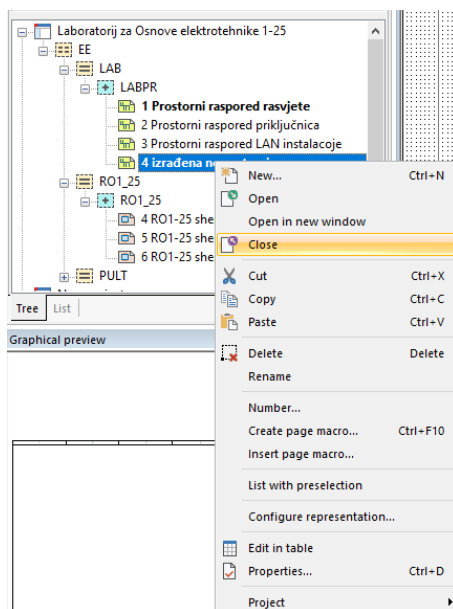 Laboratorij za Osnove elektrotehnike 1-25
EE
LAB
LABPR
1 Prostorni raspored rasvjete
2 Prostorni raspored priključnica
3 Prostorni raspored LAN instalacoje
4 izrađena
RO1_25
RO1_25
4 RO1-25 she
5 RO1-25 she
6 RO1-25 she
PULT
Tree List
Graphical preview
New... Ctrl+N
Open
Open in new window
Close
Cut Ctrl+X
Copy Ctrl+C
Paste Ctrl+V
Delete Delete
Rename
Number...
Create page macro... Ctrl+F10
Insert page macro...
List with preselection
Configure representation...
Edit in table
Properties... Ctrl+D
Project